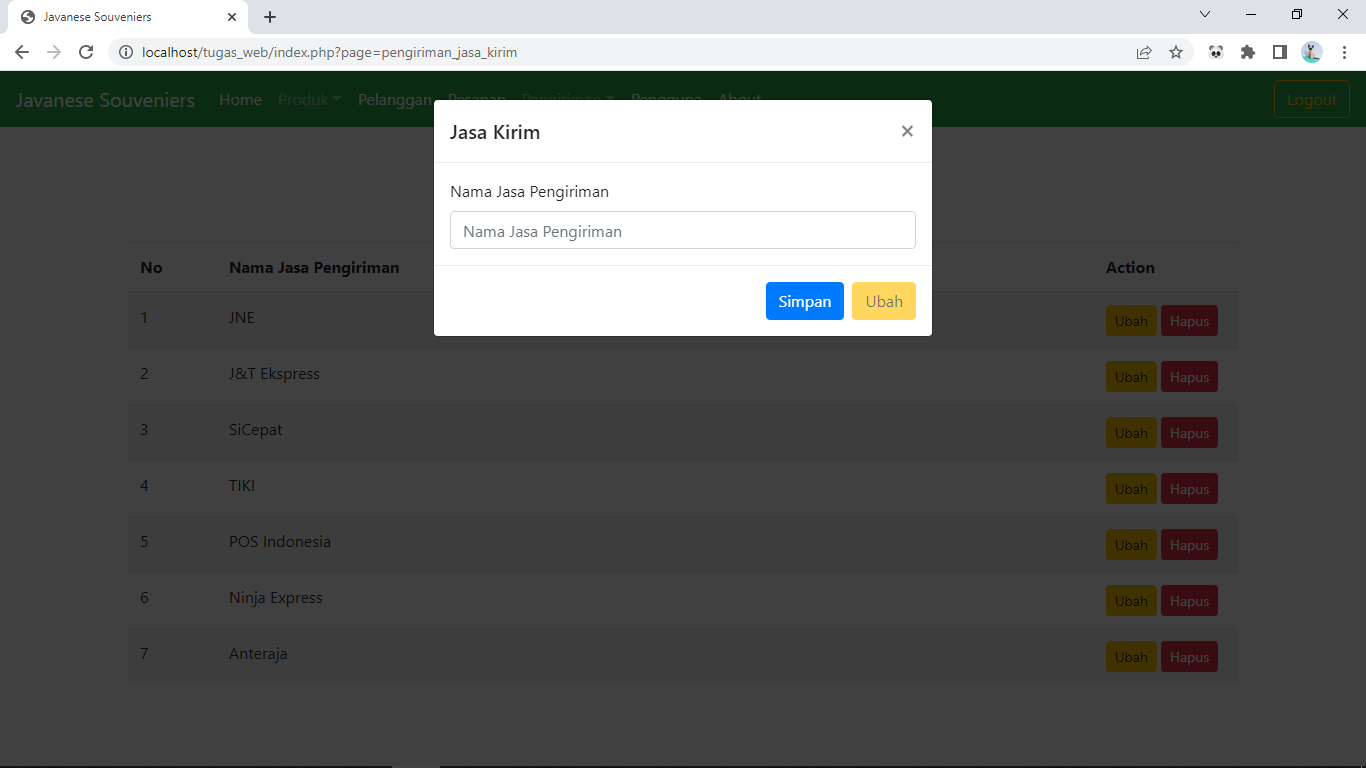 Javanese Souveniers
localhost/tugas_web/index.php?page=pengiriman_jasa_kirim
Javanese Souveniers Home Produk Pelanggan Pesanan Pengiriman Pengguna About Logout
Jasa Kirim ×
Nama Jasa Pengiriman
Nama Jasa Pengiriman
Simpan Ubah
No Nama Jasa Pengiriman Action
1 JNE Ubah Hapus
2 J&T Ekspress Ubah Hapus
3 SiCepat Ubah Hapus
4 TIKI Ubah Hapus
5 POS Indonesia Ubah Hapus
6 Ninja Express Ubah Hapus
7 Anteraja Ubah Hapus